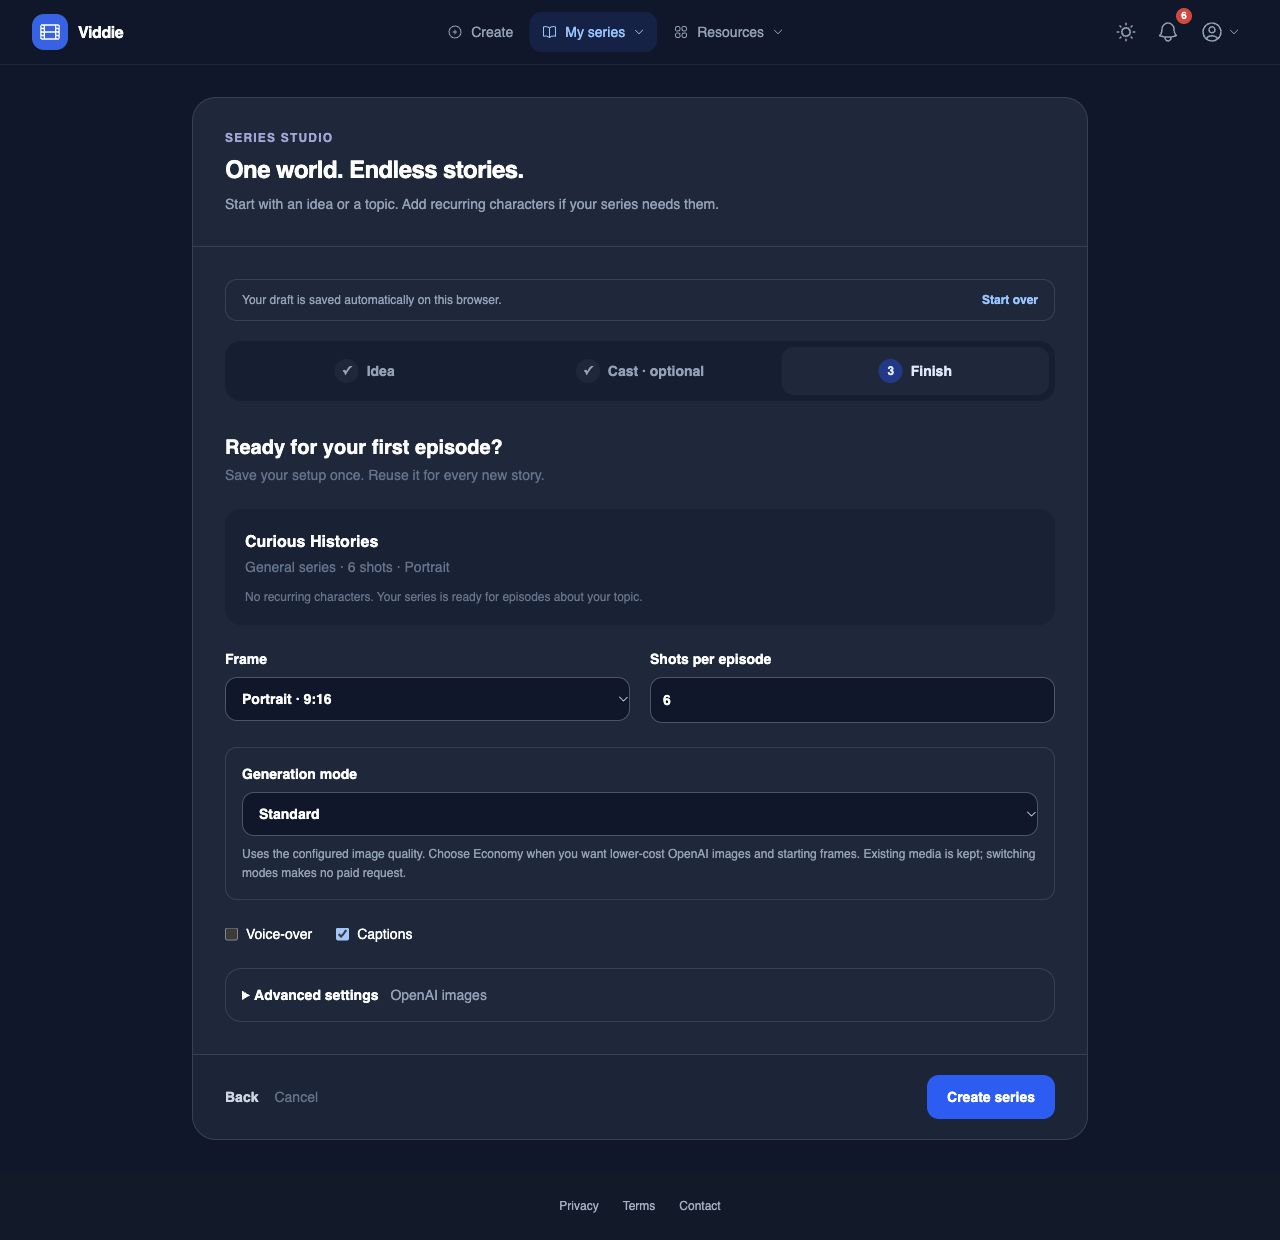 Viddie
Create
My series
Resources
6
SERIES STUDIO
One world. Endless stories.
Start with an idea or a topic. Add recurring characters if your series needs them.
Your draft is saved automatically on this browser.
Start over
✓ Idea
✓ Cast · optional
3 Finish
Ready for your first episode?
Save your setup once. Reuse it for every new story.
Curious Histories
General series · 6 shots · Portrait
No recurring characters. Your series is ready for episodes about your topic.
Frame
Shots per episode
Portrait · 9:16
6
Generation mode
Standard
Uses the configured image quality. Choose Economy when you want lower-cost OpenAI images and starting frames. Existing media is kept; switching
modes makes no paid request.
Voice-over
Captions
Advanced settings OpenAI images
Back
Cancel
Create series
Privacy
Terms
Contact